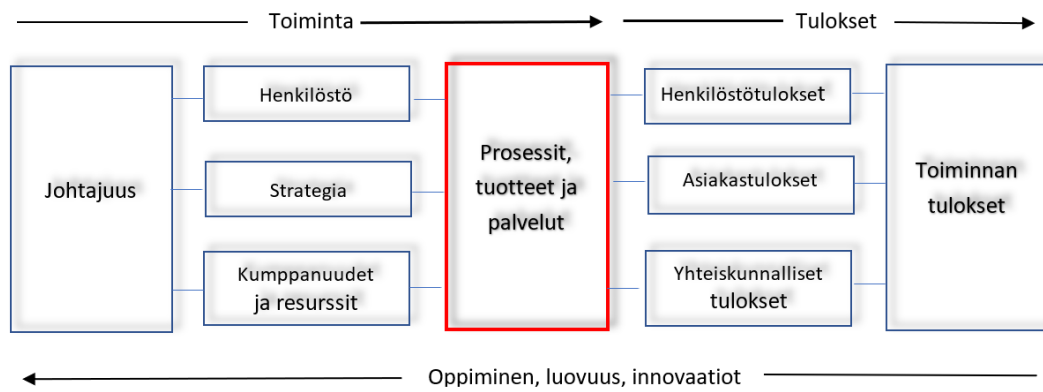 Toiminta
Tulokset
Johtajuus
Henkilöstö
Strategia
Kumppanuudet
ja resurssit
Prosessit,
tuotteet ja
palvelut
Henkilöstötulokset
Asiakastulokset
Yhteiskunnalliset
tulokset
Toiminnan
tulokset
Oppiminen, luovuus, innovaatiot